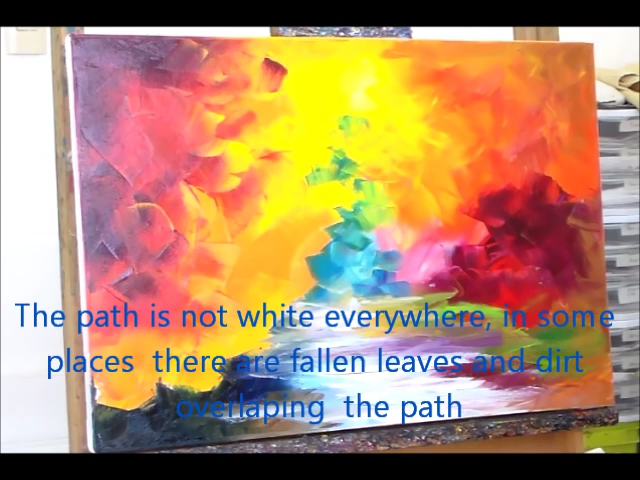 The path is not white everywhere, in some
places  there are fallen leaves and dirt
overlaping  the path